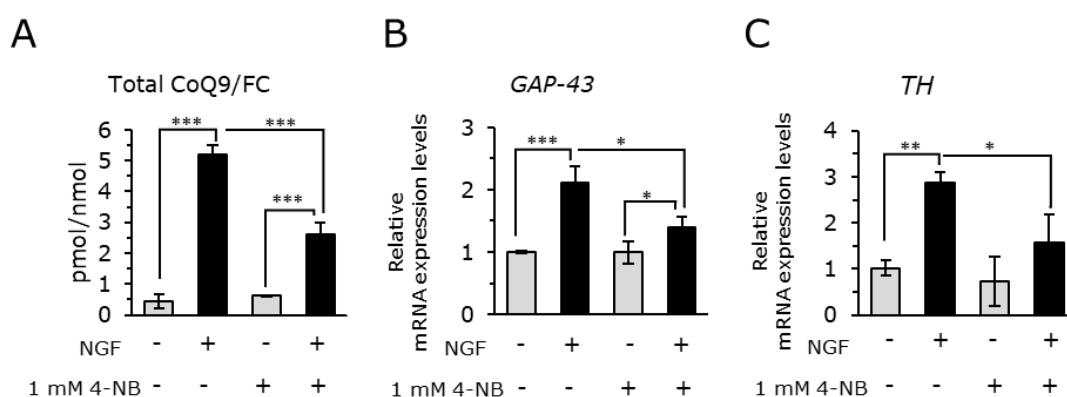 A
B
C
Total CoQ9/FC
GAP-43
TH
pmol/nmol
6
5
4
3
2
1
0
***
***
***
Relative
mRNA expression levels
3
2
1
0
***
*
*
Relative
mRNA expression levels
4
3
2
1
0
**
*
NGF - + - +
1 mM 4-NB - - + +
NGF - + - +
1 mM 4-NB - - + +
NGF - + - +
1 mM 4-NB - - + +